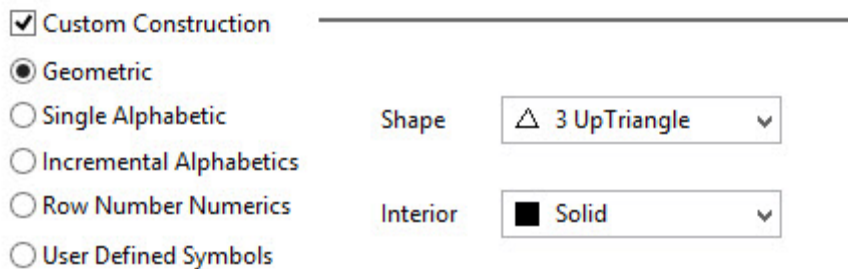 Custom Construction
Geometric
Single Alphabetic
Shape
3 UpTriangle
Incremental Alphabetics
Row Number Numerics
Interior
Solid
User Defined Symbols